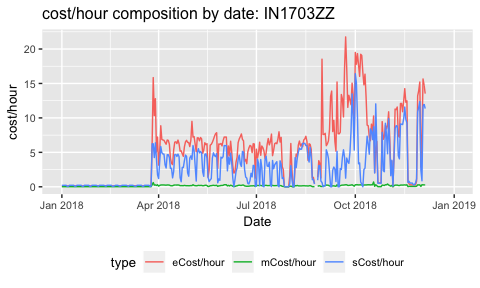 cost/hour composition by date: IN1703ZZ
20
15
10
5
0
cost/hour
Jan 2018 Apr 2018 Jul 2018 Oct 2018 Jan 2019
Date
type eCost/hour mCost/hour sCost/hour